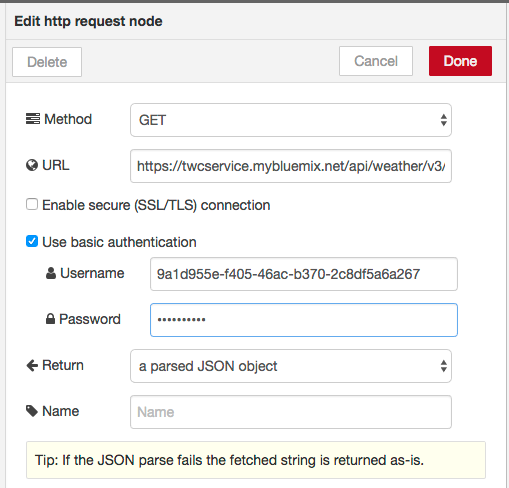 Edit http request node
Delete Cancel Done
Method GET
URL https://twcservice.mybluemix.net/api/weather/v3/
Enable secure (SSL/TLS) connection
Use basic authentication
Username 9a1d955e-f405-46ac-b370-2c8df5a6a267
Password ••••••••••
Return a parsed JSON object
Name Name
Tip: If the JSON parse fails the fetched string is returned as-is.